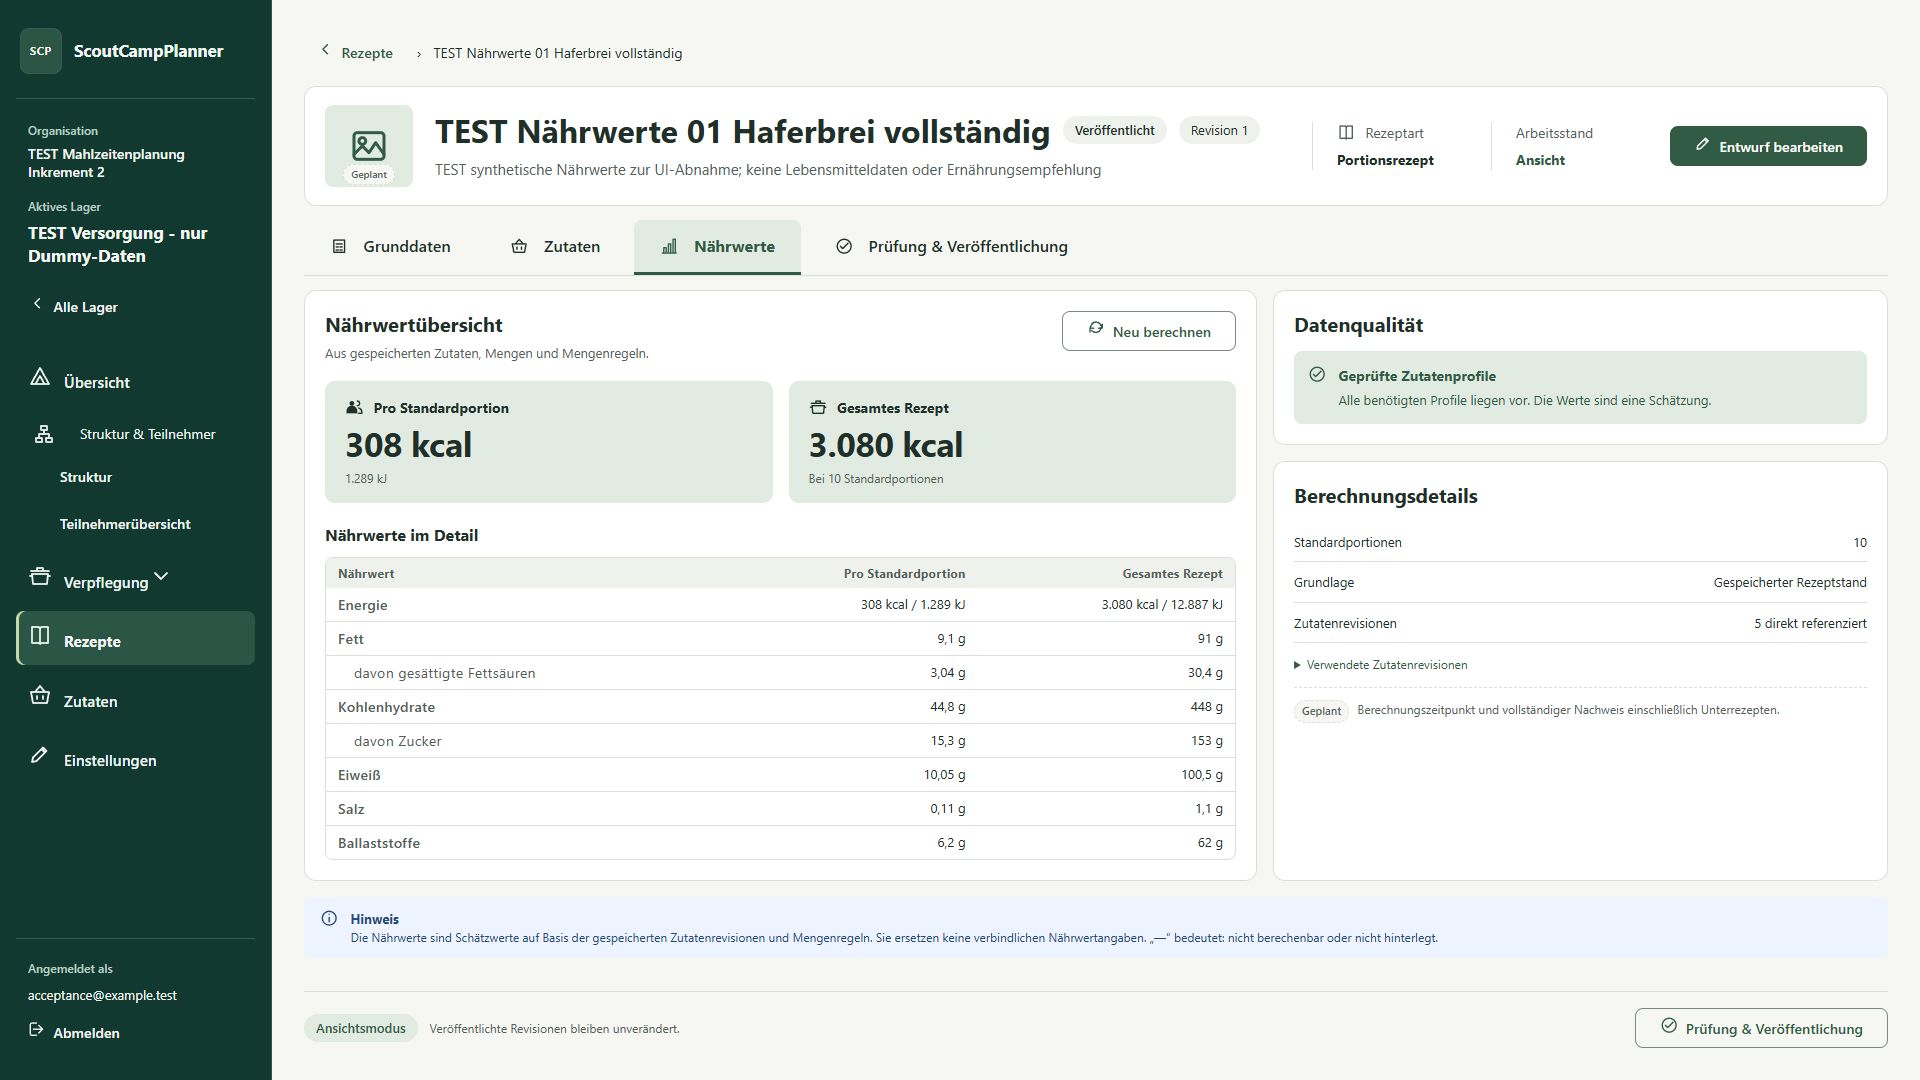 SCP
ScoutCampPlanner
Organisation
TEST Mahlzeitenplanung
Inkrement 2
Aktives Lager
TEST Versorgung - nur
Dummy-Daten
Alle Lager
Übersicht
Struktur & Teilnehmer
Struktur
Teilnehmerübersicht
Verpflegung
Rezepte
Zutaten
Einstellungen
Angemeldet als
acceptance@example.test
Abmelden
Rezepte › TEST Nährwerte 01 Haferbrei vollständig
Geplant
TEST Nährwerte 01 Haferbrei vollständig
Veröffentlicht
Revision 1
TEST synthetische Nährwerte zur UI-Abnahme; keine Lebensmitteldaten oder Ernährungsempfehlung
Rezeptart
Portionsrezept
Arbeitsstand
Ansicht
Entwurf bearbeiten
Grunddaten
Zutaten
Nährwerte
Prüfung & Veröffentlichung
Nährwertübersicht
Aus gespeicherten Zutaten, Mengen und Mengenregeln.
Neu berechnen
Pro Standardportion
308 kcal
1.289 kJ
Gesamtes Rezept
3.080 kcal
Bei 10 Standardportionen
Nährwerte im Detail
Nährwert Pro Standardportion Gesamtes Rezept
Energie 308 kcal / 1.289 kJ 3.080 kcal / 12.887 kJ
Fett 9,1 g 91 g
davon gesättigte Fettsäuren 3,04 g 30,4 g
Kohlenhydrate 44,8 g 448 g
davon Zucker 15,3 g 153 g
Eiweiß 10,05 g 100,5 g
Salz 0,11 g 1,1 g
Ballaststoffe 6,2 g 62 g
Datenqualität
Geprüfte Zutatenprofile
Alle benötigten Profile liegen vor. Die Werte sind eine Schätzung.
Berechnungsdetails
Standardportionen 10
Grundlage Gespeicherter Rezeptstand
Zutatenrevisionen 5 direkt referenziert
Verwendete Zutatenrevisionen
Geplant Berechnungszeitpunkt und vollständiger Nachweis einschließlich Unterrezepten.
Hinweis
Die Nährwerte sind Schätzwerte auf Basis der gespeicherten Zutatenrevisionen und Mengenregeln. Sie ersetzen keine verbindlichen Nährwertangaben. „—“ bedeutet: nicht berechenbar oder nicht hinterlegt.
Ansichtsmodus
Veröffentlichte Revisionen bleiben unverändert.
Prüfung & Veröffentlichung